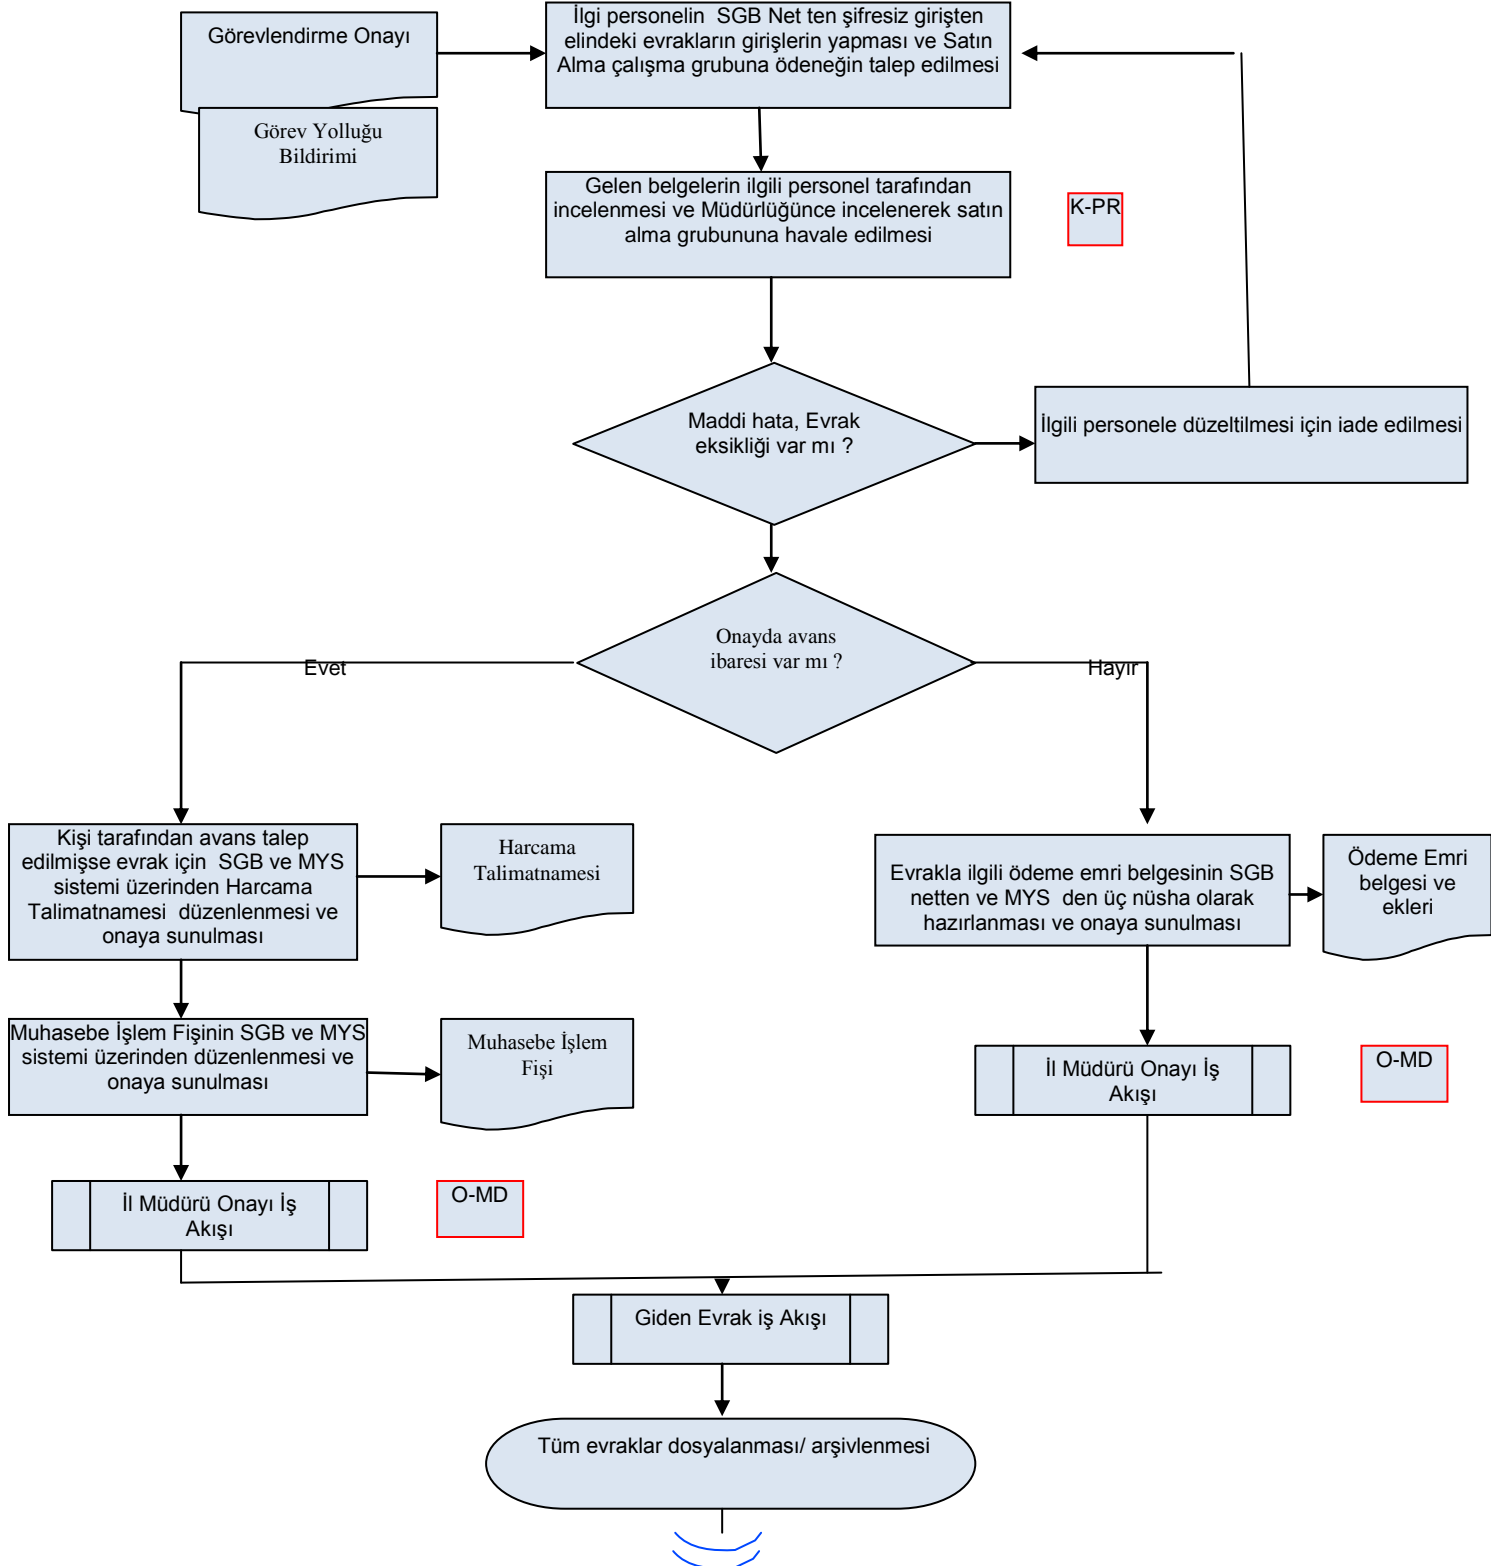 Görevlendirme Onayı
İlgi personelin SGB Net ten şifresiz girişten
elindeki evrakların girişlerin yapması ve Satın
Alma çalışma grubuna ödeneğin talep edilmesi
Görev Yolluğu
Bildirimi
Gelen belgelerin ilgili personel tarafından
incelenmesi ve Müdürlüğünce incelenerek satın
alma grubununa havale edilmesi
K-PR
Maddi hata, Evrak
eksikliği var mı ?
İlgili personele düzeltilmesi için iade edilmesi
Onayda avans
ibaresi var mı ?
Evet
Hayır
Kişi tarafından avans talep
edilmişse evrak için SGB ve MYS
sistemi üzerinden Harcama
Talimatnamesi düzenlenmesi ve
onaya sunulması
Harcama
Talimatnamesi
Evrakla ilgili ödeme emri belgesinin SGB
netten ve MYS den üç nüsha olarak
hazırlanması ve onaya sunulması
Ödeme Emri
belgesi ve
ekleri
Muhasebe İşlem Fişinin SGB ve MYS
sistemi üzerinden düzenlenmesi ve
onaya sunulması
Muhasebe İşlem
Fişi
İl Müdürü Onayı İş
Akışı
O-MD
İl Müdürü Onayı İş
Akışı
O-MD
Giden Evrak iş Akışı
Tüm evraklar dosyalanması/ arşivlenmesi